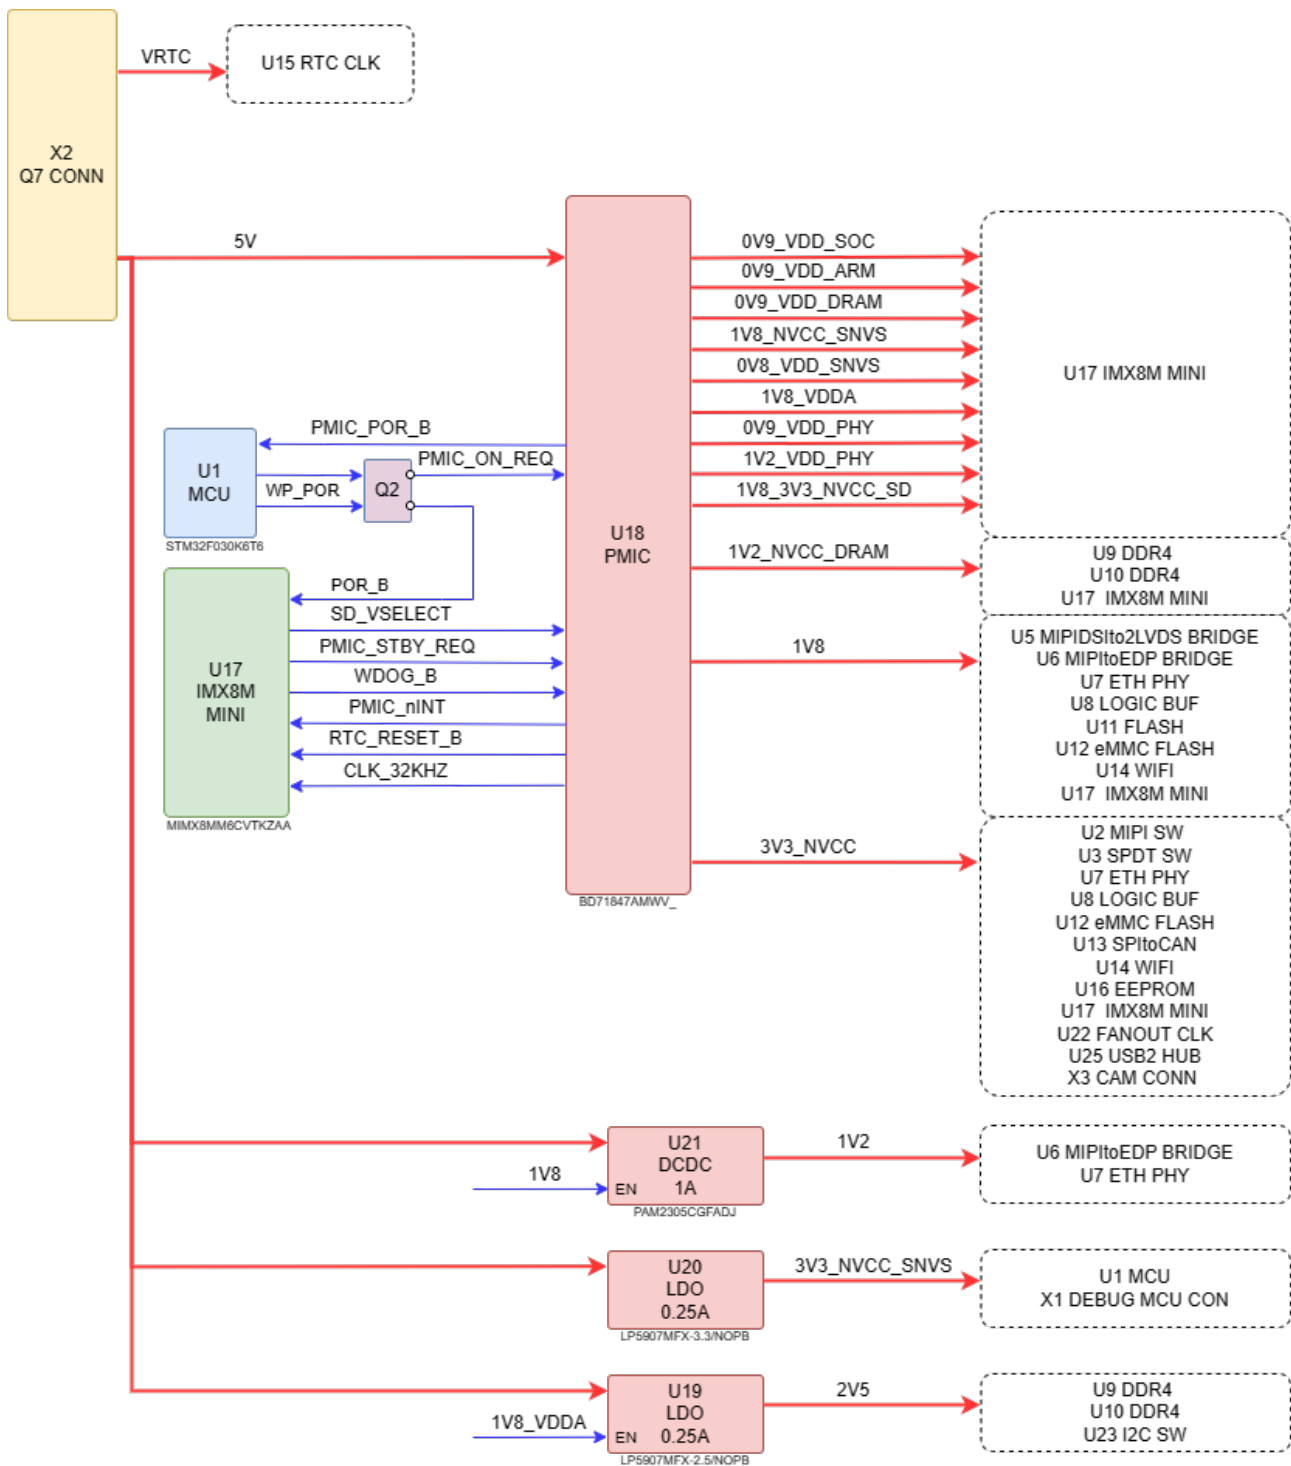 X2
Q7 CONN
VRTC
U15 RTC CLK
5V
U18
PMIC
BD71847AMWV_
0V9_VDD_SOC
0V9_VDD_ARM
0V9_VDD_DRAM
1V8_NVCC_SNVS
0V8_VDD_SNVS
1V8_VDDA
0V9_VDD_PHY
1V2_VDD_PHY
1V8_3V3_NVCC_SD
U17 IMX8M MINI
U1
MCU
STM32F030K6T6
PMIC_POR_B
WP_POR
Q2
PMIC_ON_REQ
POR_B
SD_VSELECT
PMIC_STBY_REQ
WDOG_B
PMIC_nINT
RTC_RESET_B
CLK_32KHZ
U17
IMX8M
MINI
MIMX8MM6CVTKZAA
1V2_NVCC_DRAM
U9 DDR4
U10 DDR4
U17 IMX8M MINI
1V8
U5 MIPIDSIto2LVDS BRIDGE
U6 MIPItoEDP BRIDGE
U7 ETH PHY
U8 LOGIC BUF
U11 FLASH
U12 eMMC FLASH
U14 WIFI
U17 IMX8M MINI
3V3_NVCC
U2 MIPI SW
U3 SPDT SW
U7 ETH PHY
U8 LOGIC BUF
U12 eMMC FLASH
U13 SPItoCAN
U14 WIFI
U16 EEPROM
U17 IMX8M MINI
U22 FANOUT CLK
U25 USB2 HUB
X3 CAM CONN
1V8
U21
DCDC
EN 1A
PAM2305CGFADJ
1V2
U6 MIPItoEDP BRIDGE
U7 ETH PHY
U20
LDO
0.25A
LP5907MFX-3.3/NOPB
3V3_NVCC_SNVS
U1 MCU
X1 DEBUG MCU CON
1V8_VDDA
U19
LDO
EN 0.25A
LP5907MFX-2.5/NOPB
2V5
U9 DDR4
U10 DDR4
U23 I2C SW